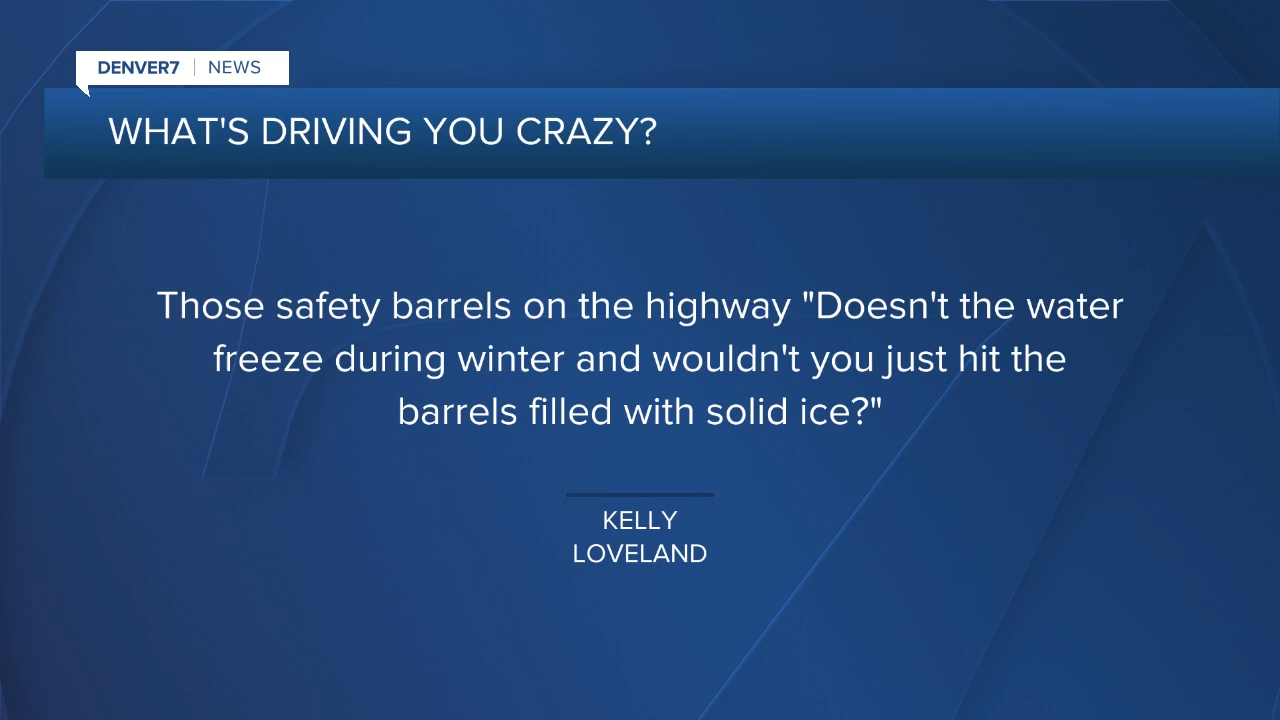 DENVER7 | NEWS
WHAT'S DRIVING YOU CRAZY?
Those safety barrels on the highway "Doesn't the water
freeze during winter and wouldn't you just hit the
barrels filled with solid ice?"
KELLY
LOVELAND